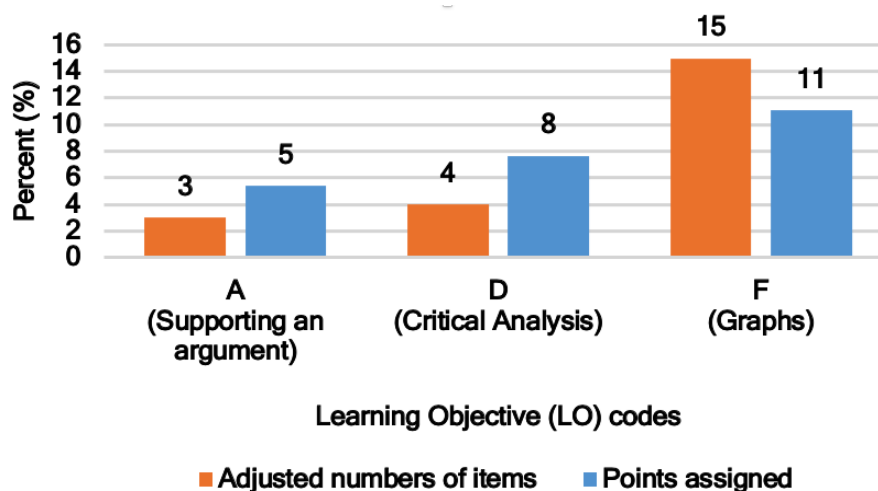 Percent (%)
16
14
12
10
8
6
4
2
0
3
5
4
8
15
11
A
(Supporting an
argument)
D
(Critical Analysis)
F
(Graphs)
Learning Objective (LO) codes
Adjusted numbers of items
Points assigned